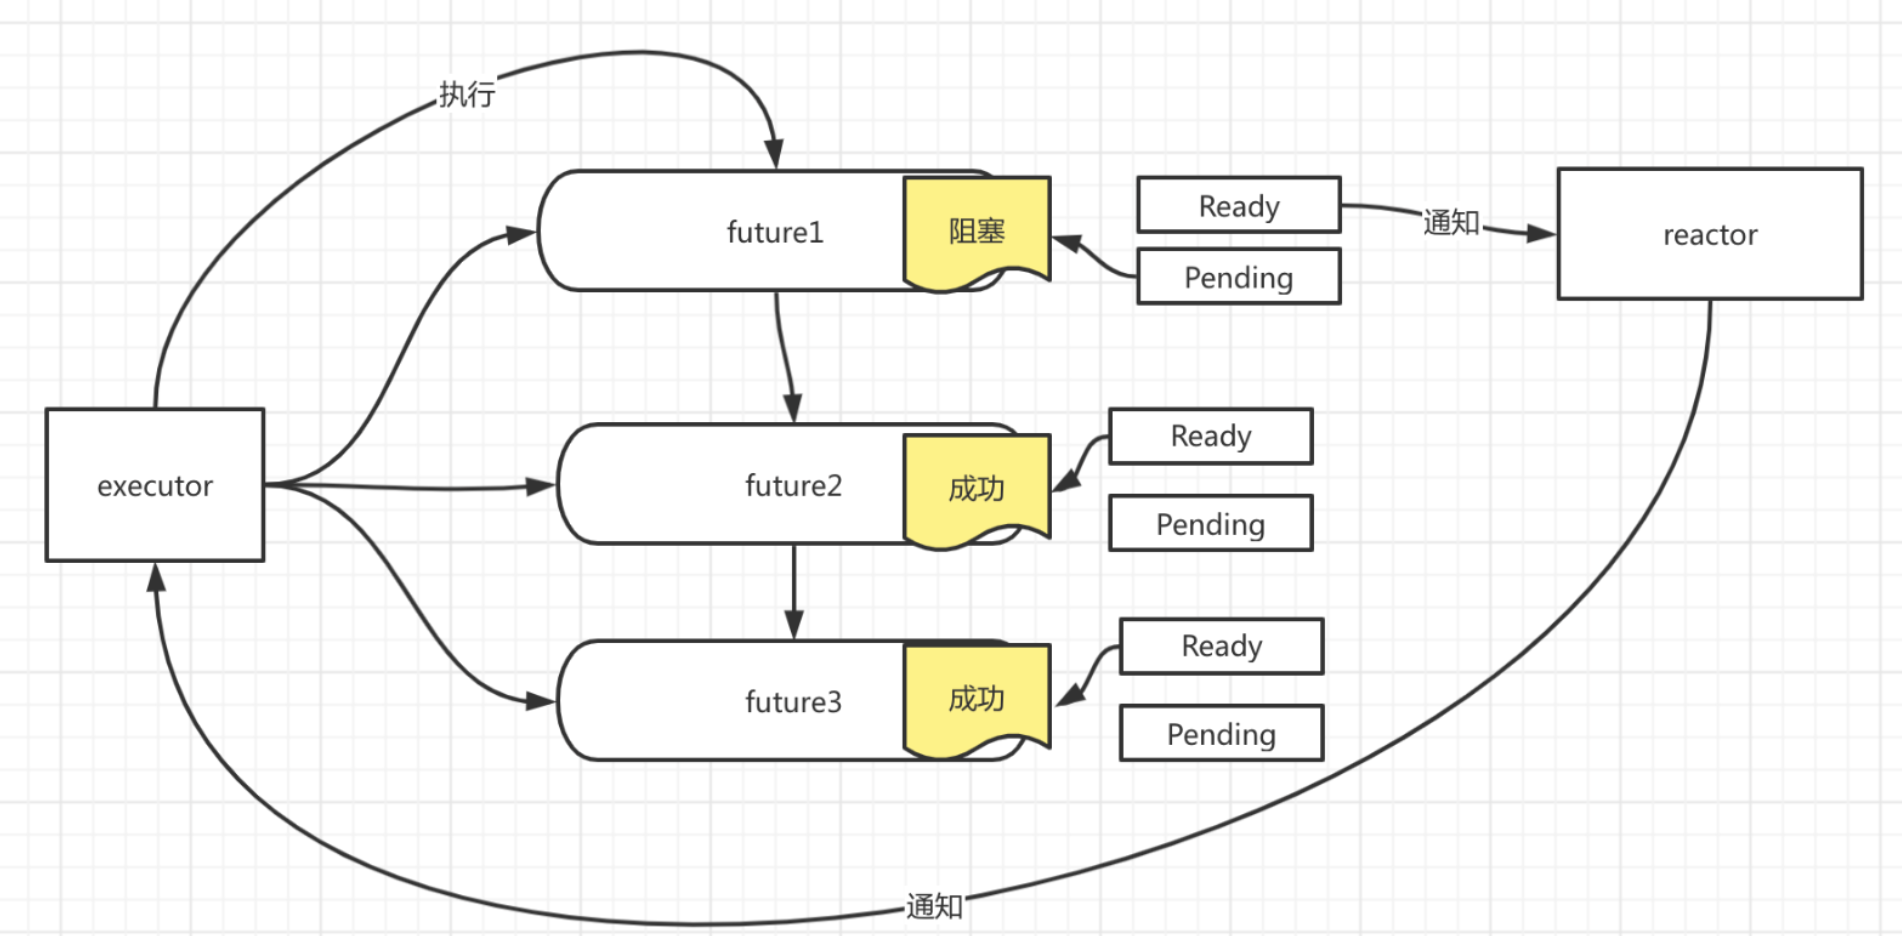 执行
future1
阻塞
Ready
通知
reactor
Pending
executor
future2
成功
Ready
Pending
future3
成功
Ready
Pending
通知